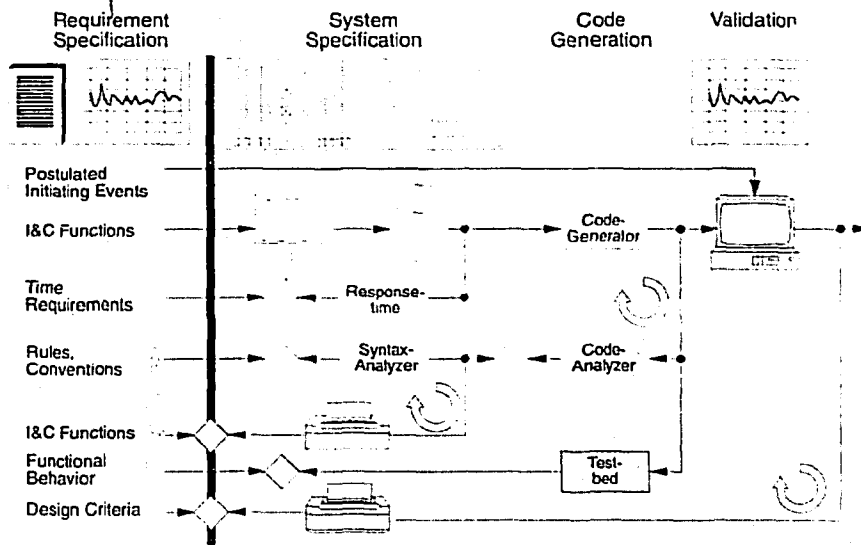 Requirement
Specification
System
Specification
Code
Generation
Validation
Postulated
Initiating Events
I&C Functions
Code-
Generator
Time
Requirements
Response-
time
Rules,
Conventions
Syntax-
Analyzer
Code-
Analyzer
I&C Functions
Functional
Behavior
Test-
bed
Design Criteria